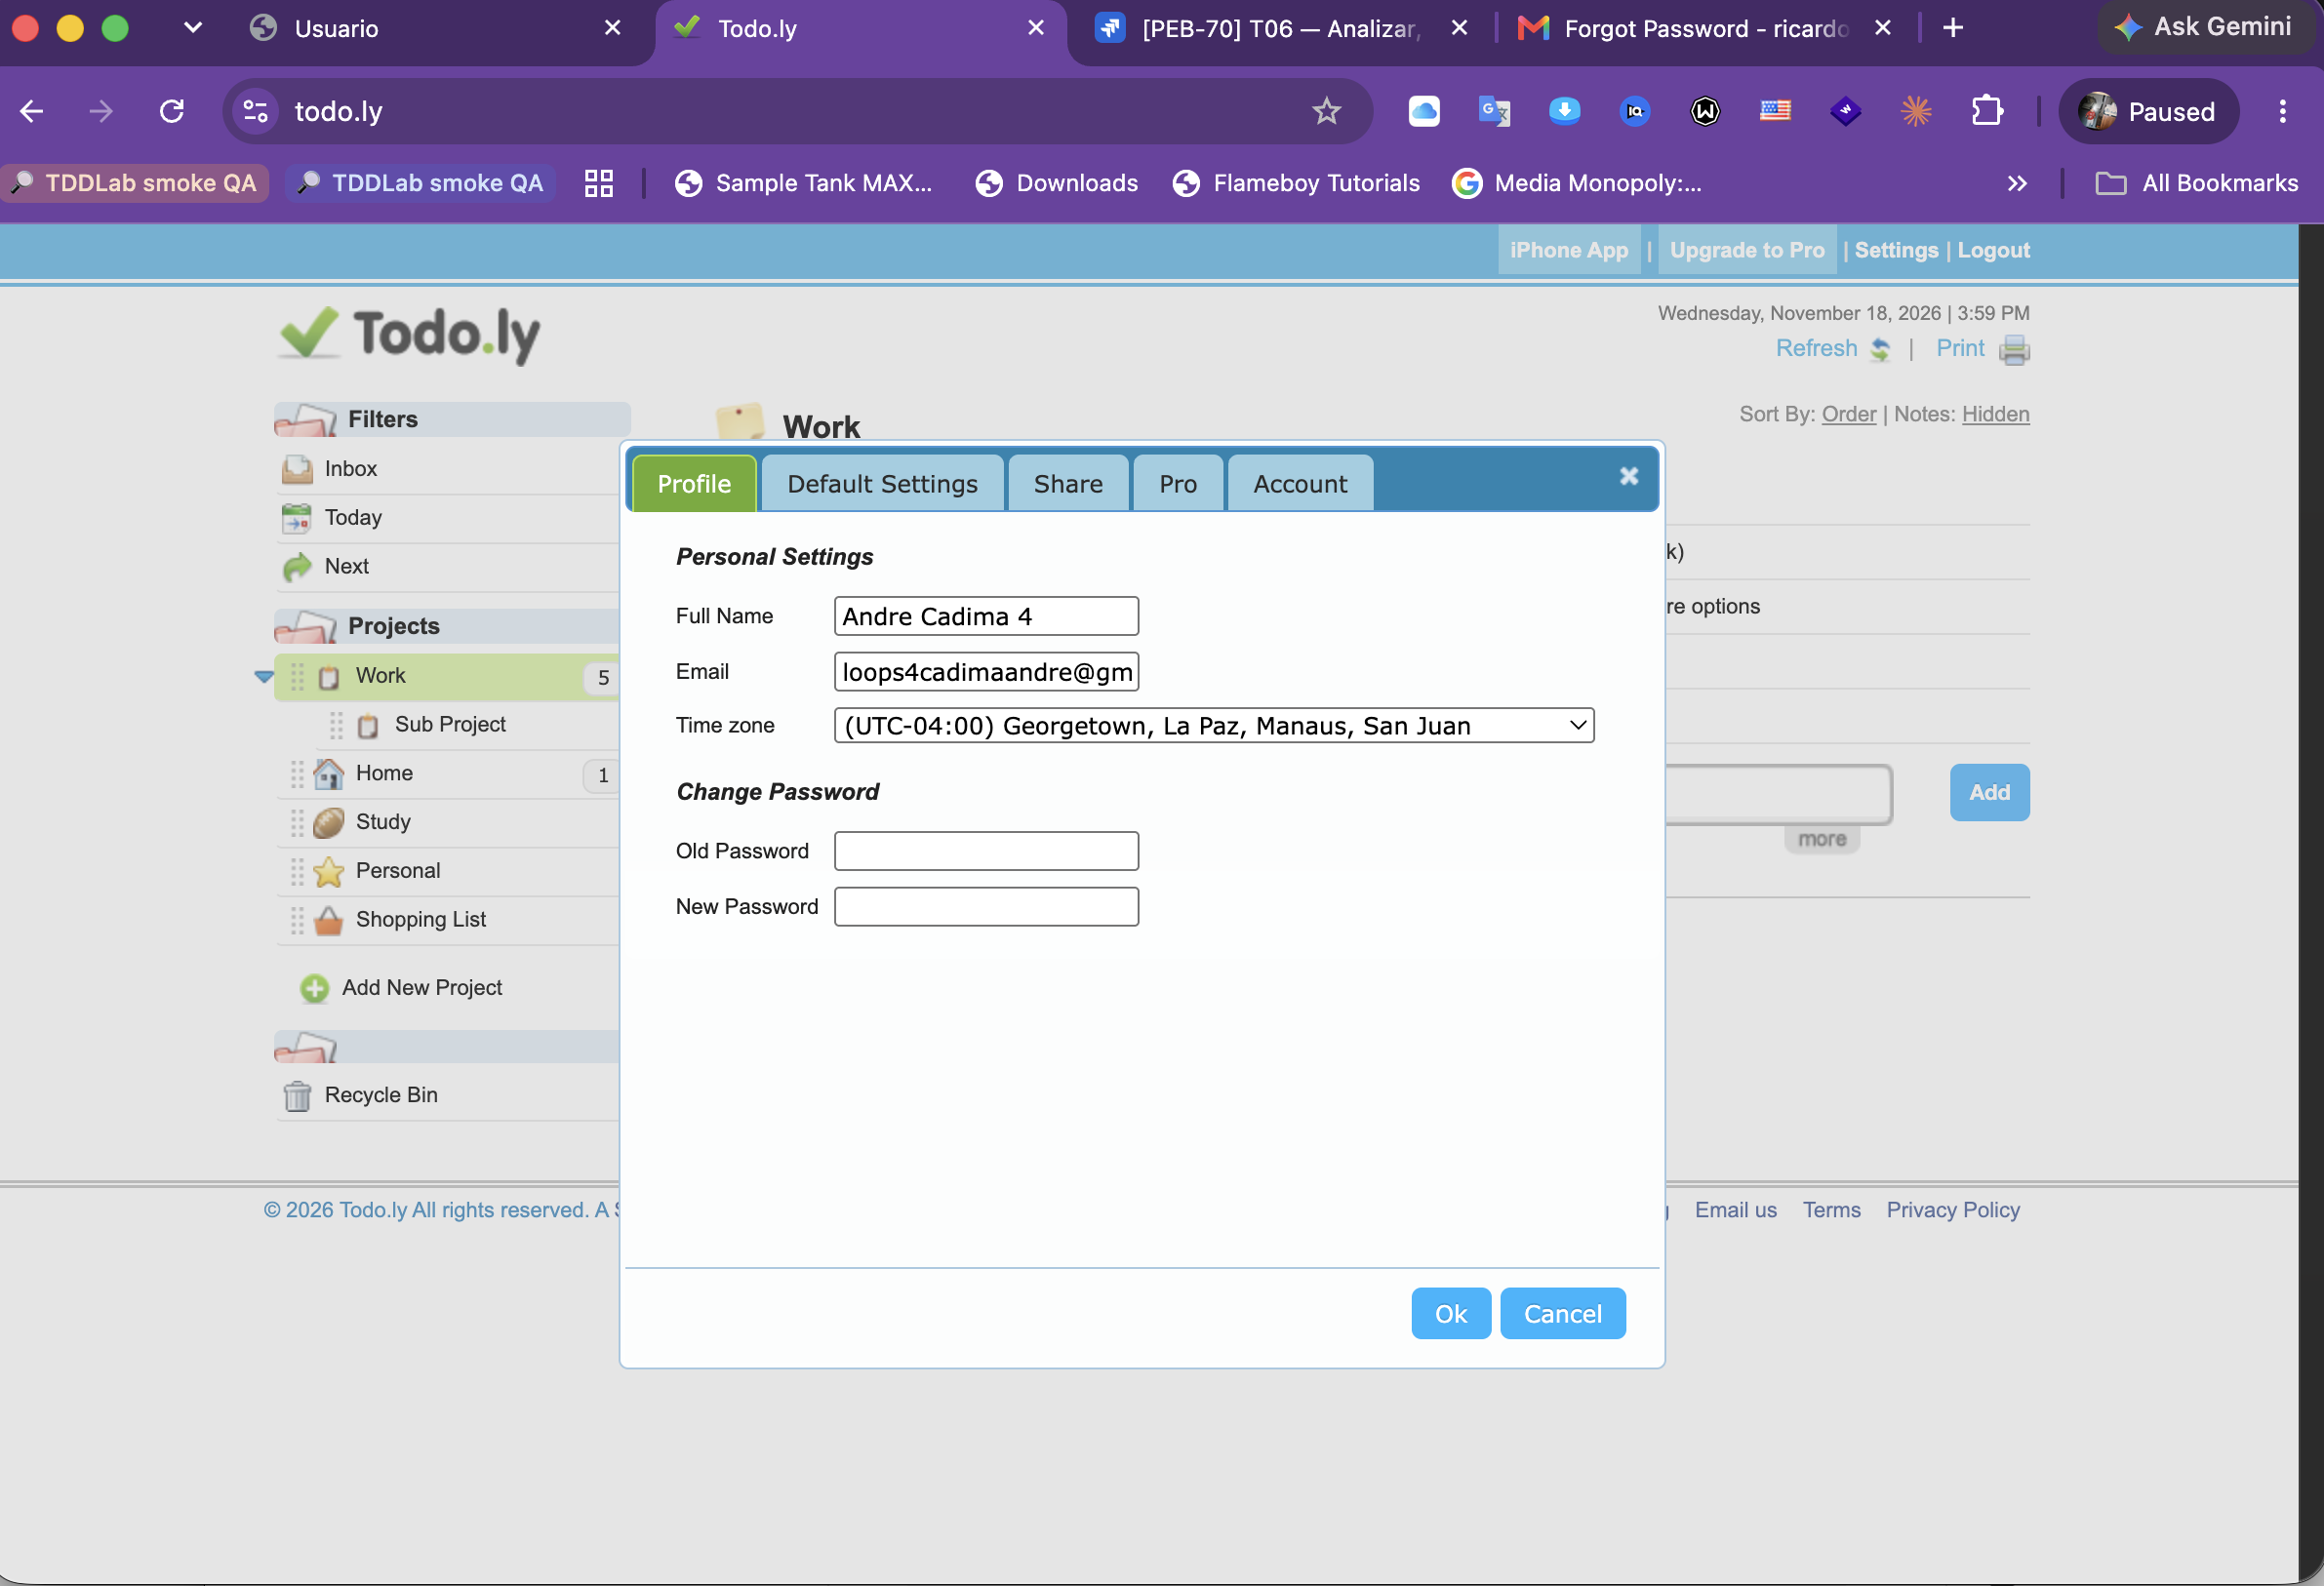 Usuario
Todo.ly
[PEB-70] T06 — Analizar,
Forgot Password - ricardo
Ask Gemini
todo.ly
Paused
TDDLab smoke QA
TDDLab smoke QA
Sample Tank MAX...
Downloads
Flameboy Tutorials
Media Monopoly:...
All Bookmarks
iPhone App | Upgrade to Pro | Settings | Logout
Todo.ly
Wednesday, November 18, 2026 | 3:59 PM
Refresh | Print
Filters
Work
Sort By: Order | Notes: Hidden
Inbox
Today
Next
Projects
Work 5
Sub Project
Home 1
Study
Personal
Shopping List
Add New Project
Recycle Bin
Profile
Default Settings
Share
Pro
Account
Personal Settings
Full Name Andre Cadima 4
Email loops4cadimaandre@gm
Time zone (UTC-04:00) Georgetown, La Paz, Manaus, San Juan
Change Password
Old Password
New Password
k)
re options
Add
more
Ok
Cancel
© 2026 Todo.ly All rights reserved. A
Email us
Terms
Privacy Policy